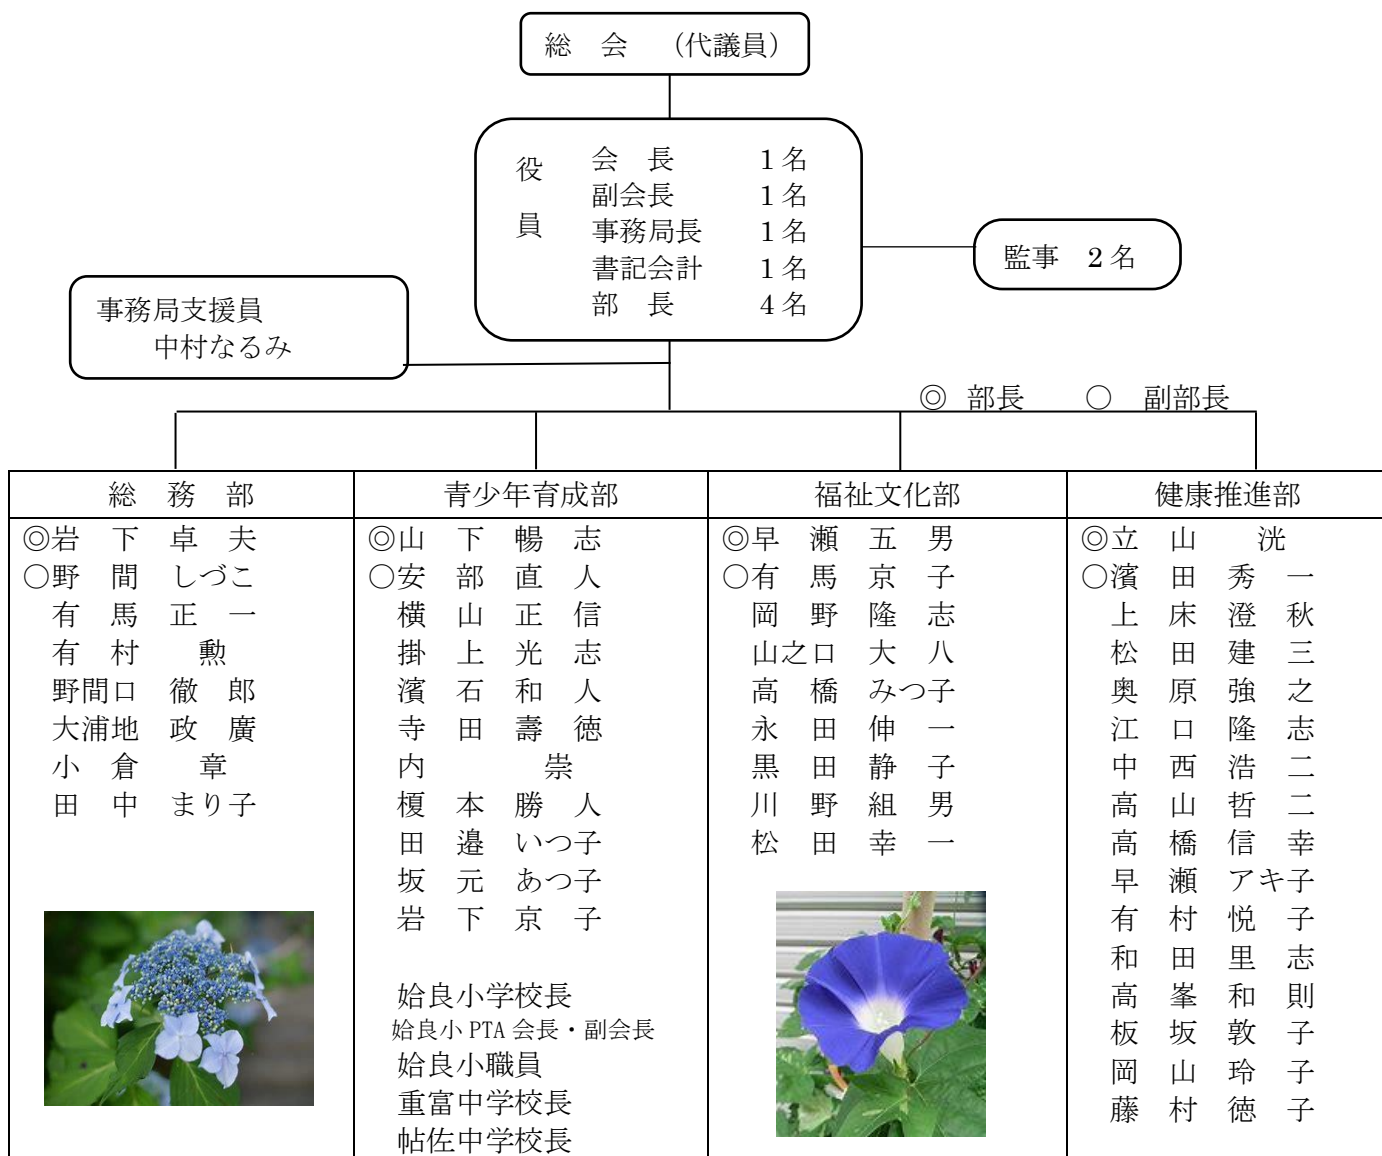 総 会 （代議員）
役員
会 長 1名
副会長 1名
事務局長 1名
書記会計 1名
部 長 4名
監事 2名
事務局支援員
中村なるみ
◎ 部長 ○ 副部長
総 務 部
◎岩 下 卓 夫
○野 間 しづこ
有 馬 正 一
有 村 勲
野間口 徹 郎
大浦地 政 廣
小 倉 章
田 中 まり子
青少年育成部
◎山 下 暢 志
○安 部 直 人
横 山 正 信
掛 上 光 志
濱 石 和 人
寺 田 壽 徳
内 崇
榎 本 勝 人
田 邉 いつ子
坂 元 あつ子
岩 下 京 子
姶良小学校長
姶良小 PTA 会長・副会長
姶良小職員
重富中学校長
帖佐中学校長
福祉文化部
◎早 瀬 五 男
○有 馬 京 子
岡 野 隆 志
山之口 大 八
高 橋 みつ子
永 田 伸 一
黒 田 静 子
川 野 組 男
松 田 幸 一
健康推進部
◎立 山 洸
○濱 田 秀 一
上 床 澄 秋
松 田 建 三
奥 原 強 之
江 口 隆 志
中 西 浩 二
高 山 哲 二
高 橋 信 幸
早 瀬 アキ子
有 村 悦 子
和 田 里 志
高 峯 和 則
板 坂 敦 子
岡 山 玲 子
藤 村 徳 子